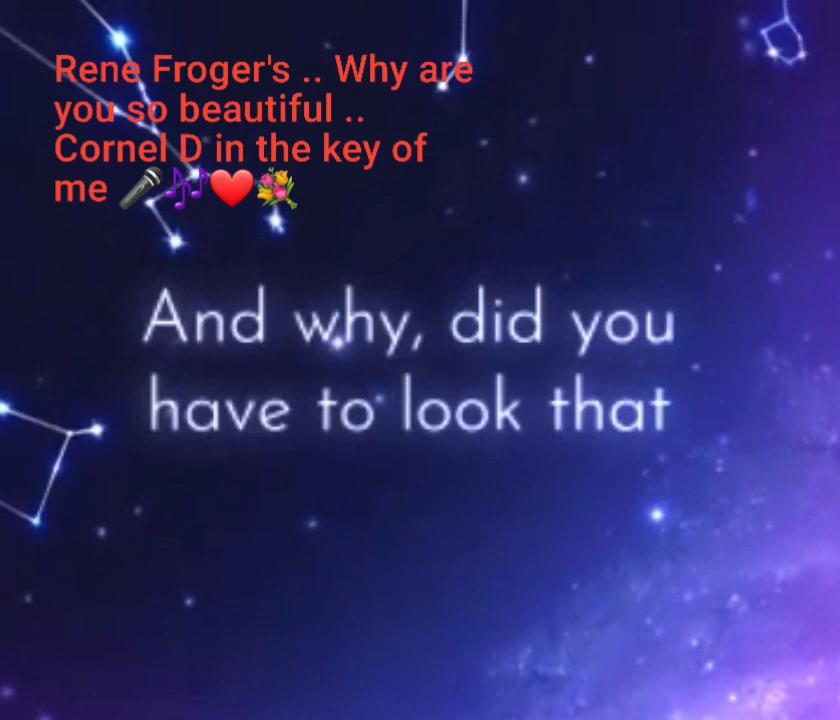 Rene Froger's .. Why are
you so beautiful ..
Cornel D in the key of
me 🎤🎶❤️💐
And why, did you
have to look that